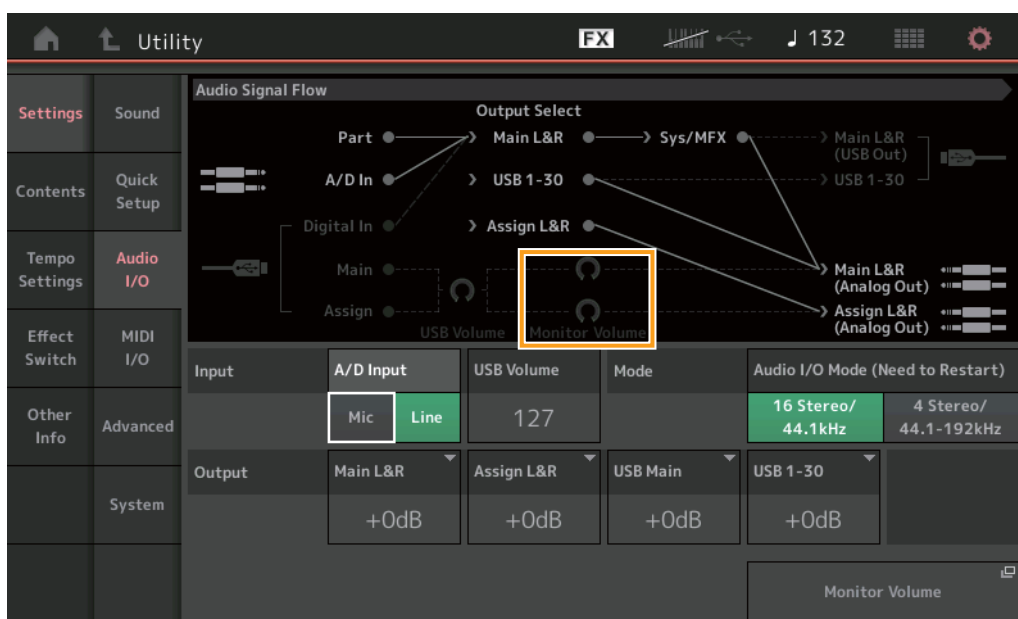 Utility
FX
♩ 132
Settings
Contents
Tempo
Settings
Effect
Switch
Other
Info
Sound
Quick
Setup
Audio
I/O
MIDI
I/O
Advanced
System
Audio Signal Flow
Output Select
Part
Main L&R
Sys/MFX
Main L&R
(USB Out)
A/D In
USB 1-30
USB 1-30
Digital In
Assign L&R
Main
Main L&R
(Analog Out)
Assign
Assign L&R
(Analog Out)
USB Volume
Monitor Volume
Input
A/D Input
USB Volume
Mode
Audio I/O Mode (Need to Restart)
Mic
Line
127
16 Stereo/
44.1kHz
4 Stereo/
44.1-192kHz
Output
Main L&R
Assign L&R
USB Main
USB 1-30
+0dB
+0dB
+0dB
+0dB
Monitor Volume